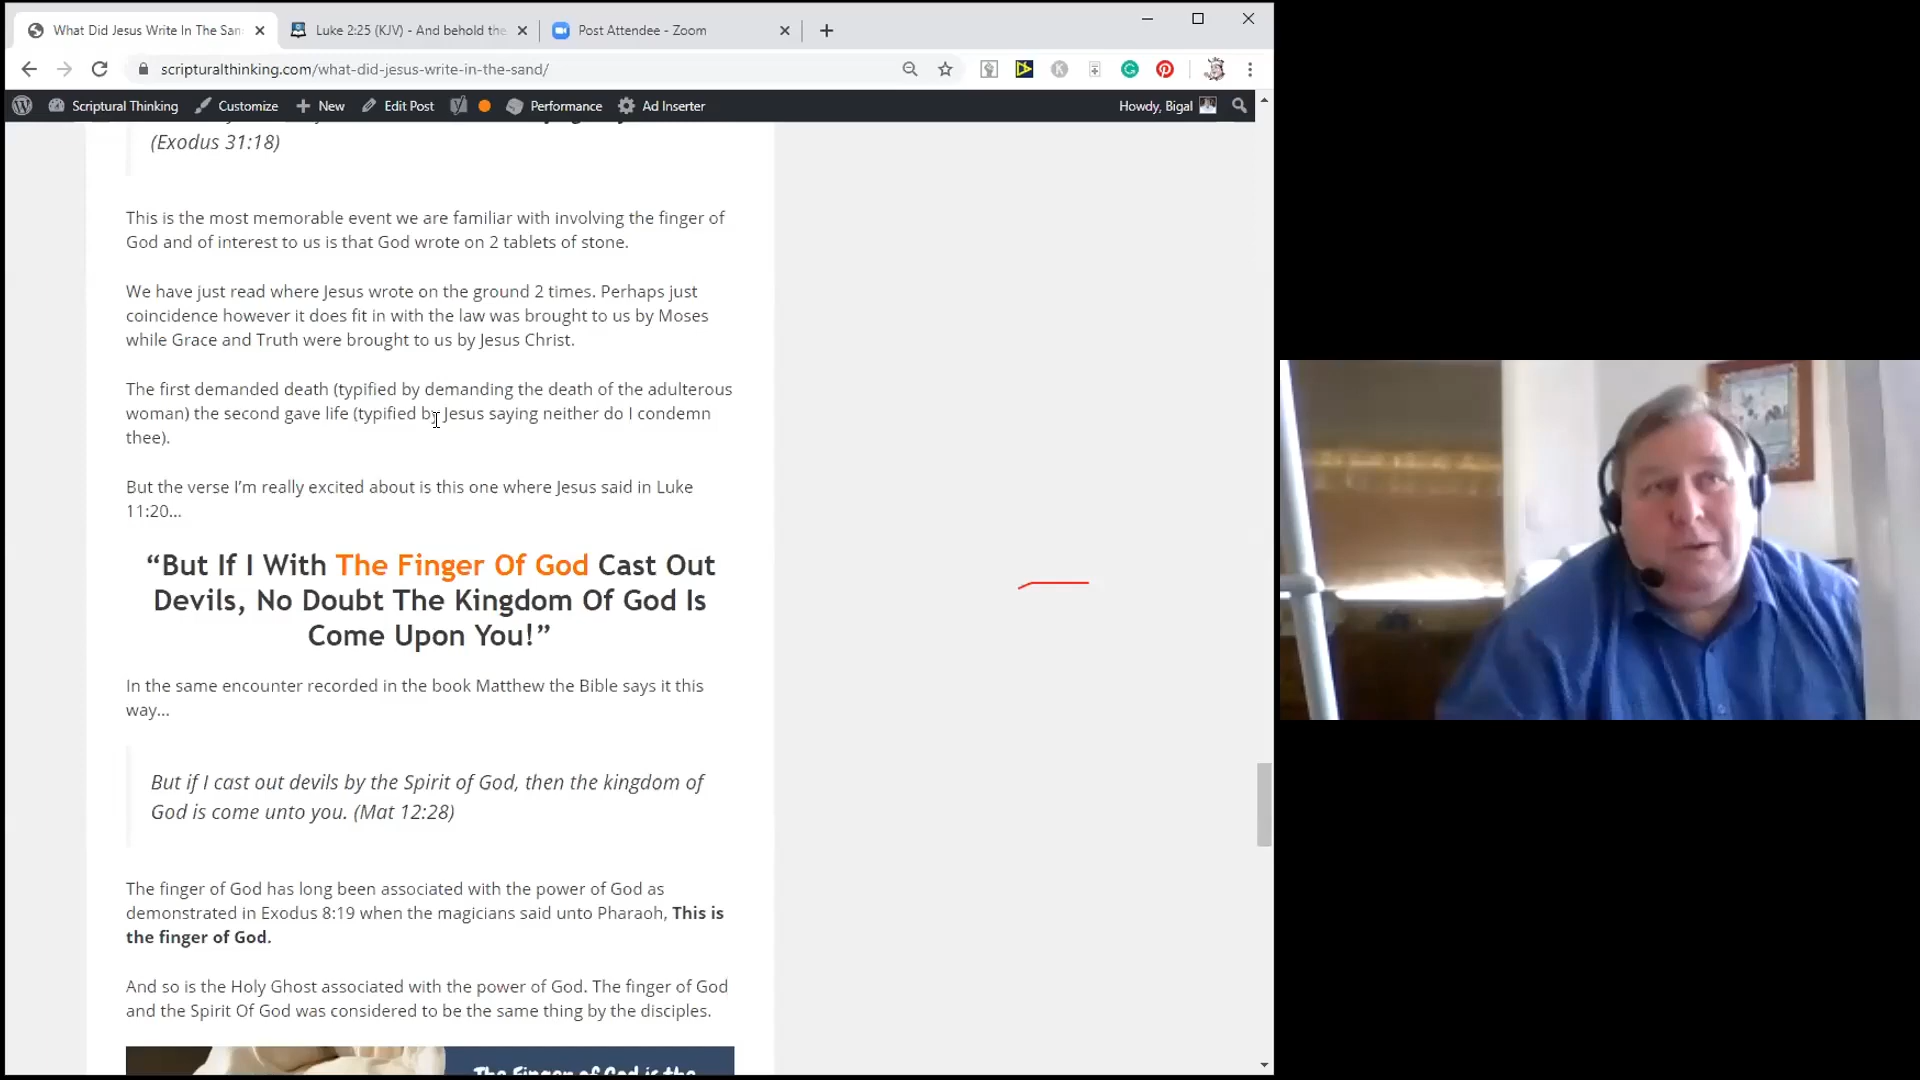 What Did Jesus Write In The San
Luke 2:25 (KJV) - And behold the
Post Attendee - Zoom
scripturalthinking.com/what-did-jesus-write-in-the-sand/
Scriptural Thinking Customize New Edit Post Performance Ad Inserter Howdy, Bigal
(Exodus 31:18)
This is the most memorable event we are familiar with involving the finger of
God and of interest to us is that God wrote on 2 tablets of stone.
We have just read where Jesus wrote on the ground 2 times. Perhaps just
coincidence however it does fit in with the law was brought to us by Moses
while Grace and Truth were brought to us by Jesus Christ.
The first demanded death (typified by demanding the death of the adulterous
woman) the second gave life (typified by Jesus saying neither do I condemn
thee).
But the verse I’m really excited about is this one where Jesus said in Luke
11:20…
“But If I With The Finger Of God Cast Out
Devils, No Doubt The Kingdom Of God Is
Come Upon You!”
In the same encounter recorded in the book Matthew the Bible says it this
way…
But if I cast out devils by the Spirit of God, then the kingdom of
God is come unto you. (Mat 12:28)
The finger of God has long been associated with the power of God as
demonstrated in Exodus 8:19 when the magicians said unto Pharaoh, This is
the finger of God.
And so is the Holy Ghost associated with the power of God. The finger of God
and the Spirit Of God was considered to be the same thing by the disciples.
The Finger of God is the